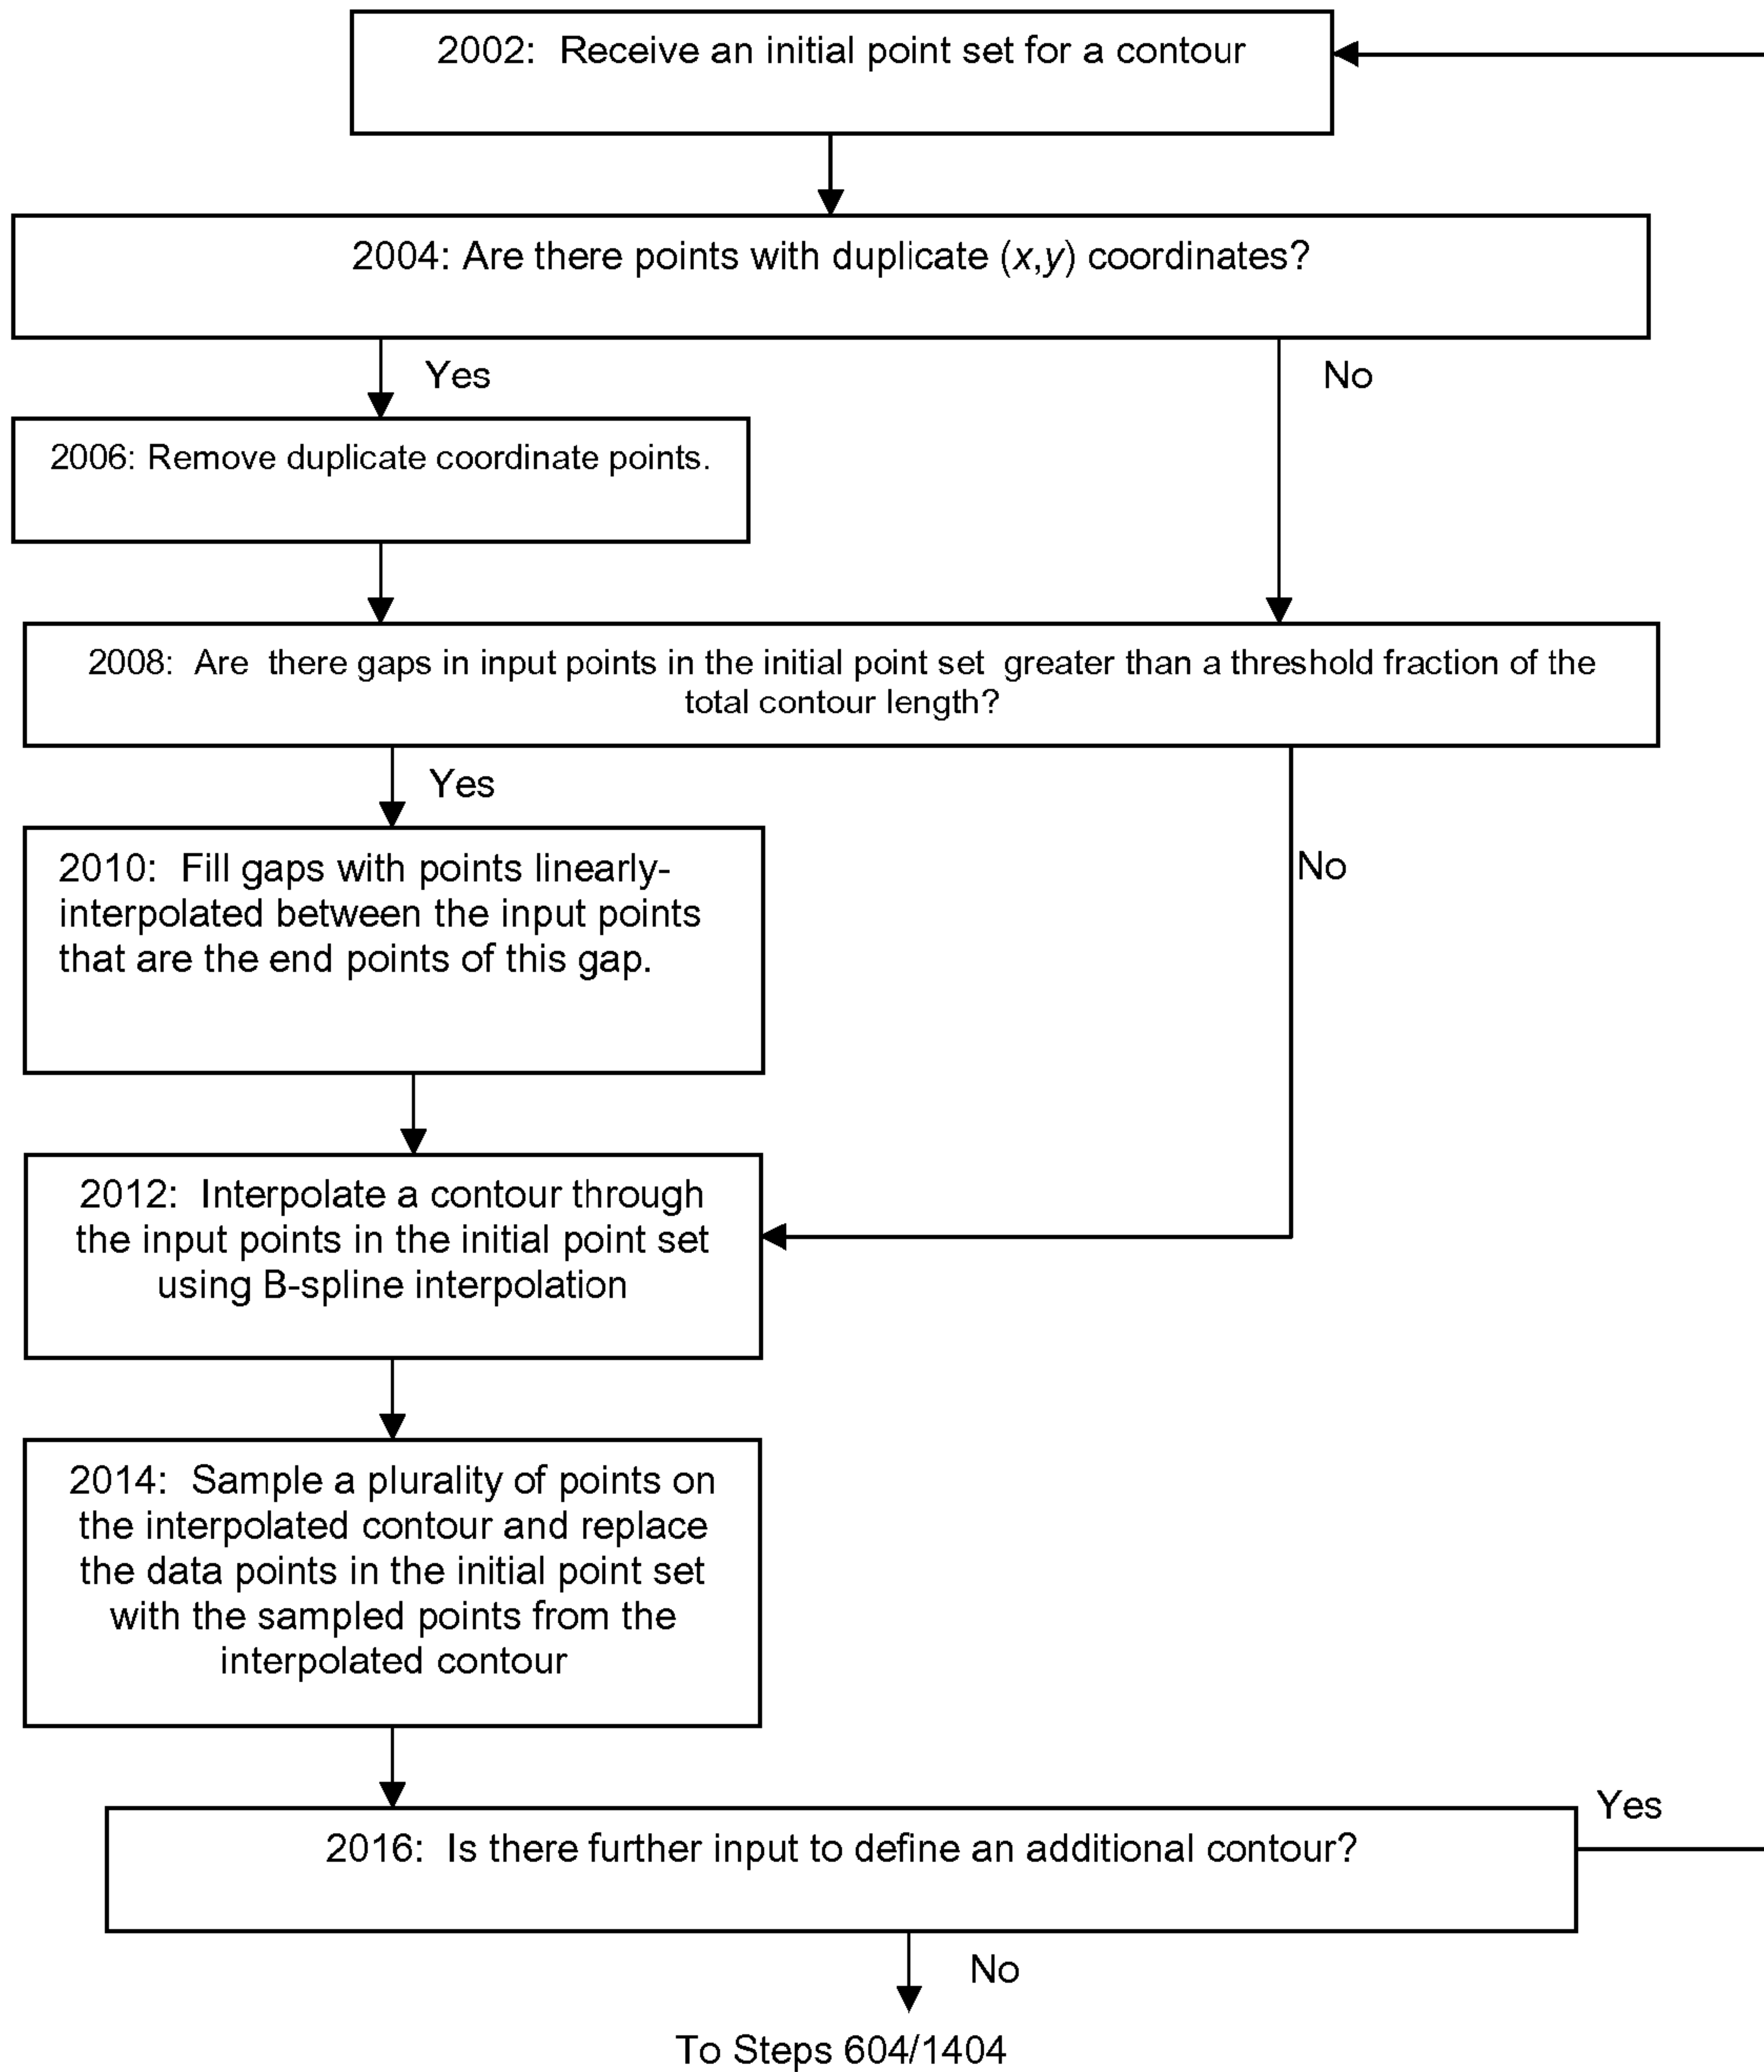 2002: Receive an initial point set for a contour
2004: Are there points with duplicate (x,y) coordinates?
Yes
No
2006: Remove duplicate coordinate points.
2008: Are there gaps in input points in the initial point set greater than a threshold fraction of the
total contour length?
Yes
No
2010: Fill gaps with points linearly-
interpolated between the input points
that are the end points of this gap.
2012: Interpolate a contour through
the input points in the initial point set
using B-spline interpolation
2014: Sample a plurality of points on
the interpolated contour and replace
the data points in the initial point set
with the sampled points from the
interpolated contour
Yes
2016: Is there further input to define an additional contour?
No
To Steps 604/1404